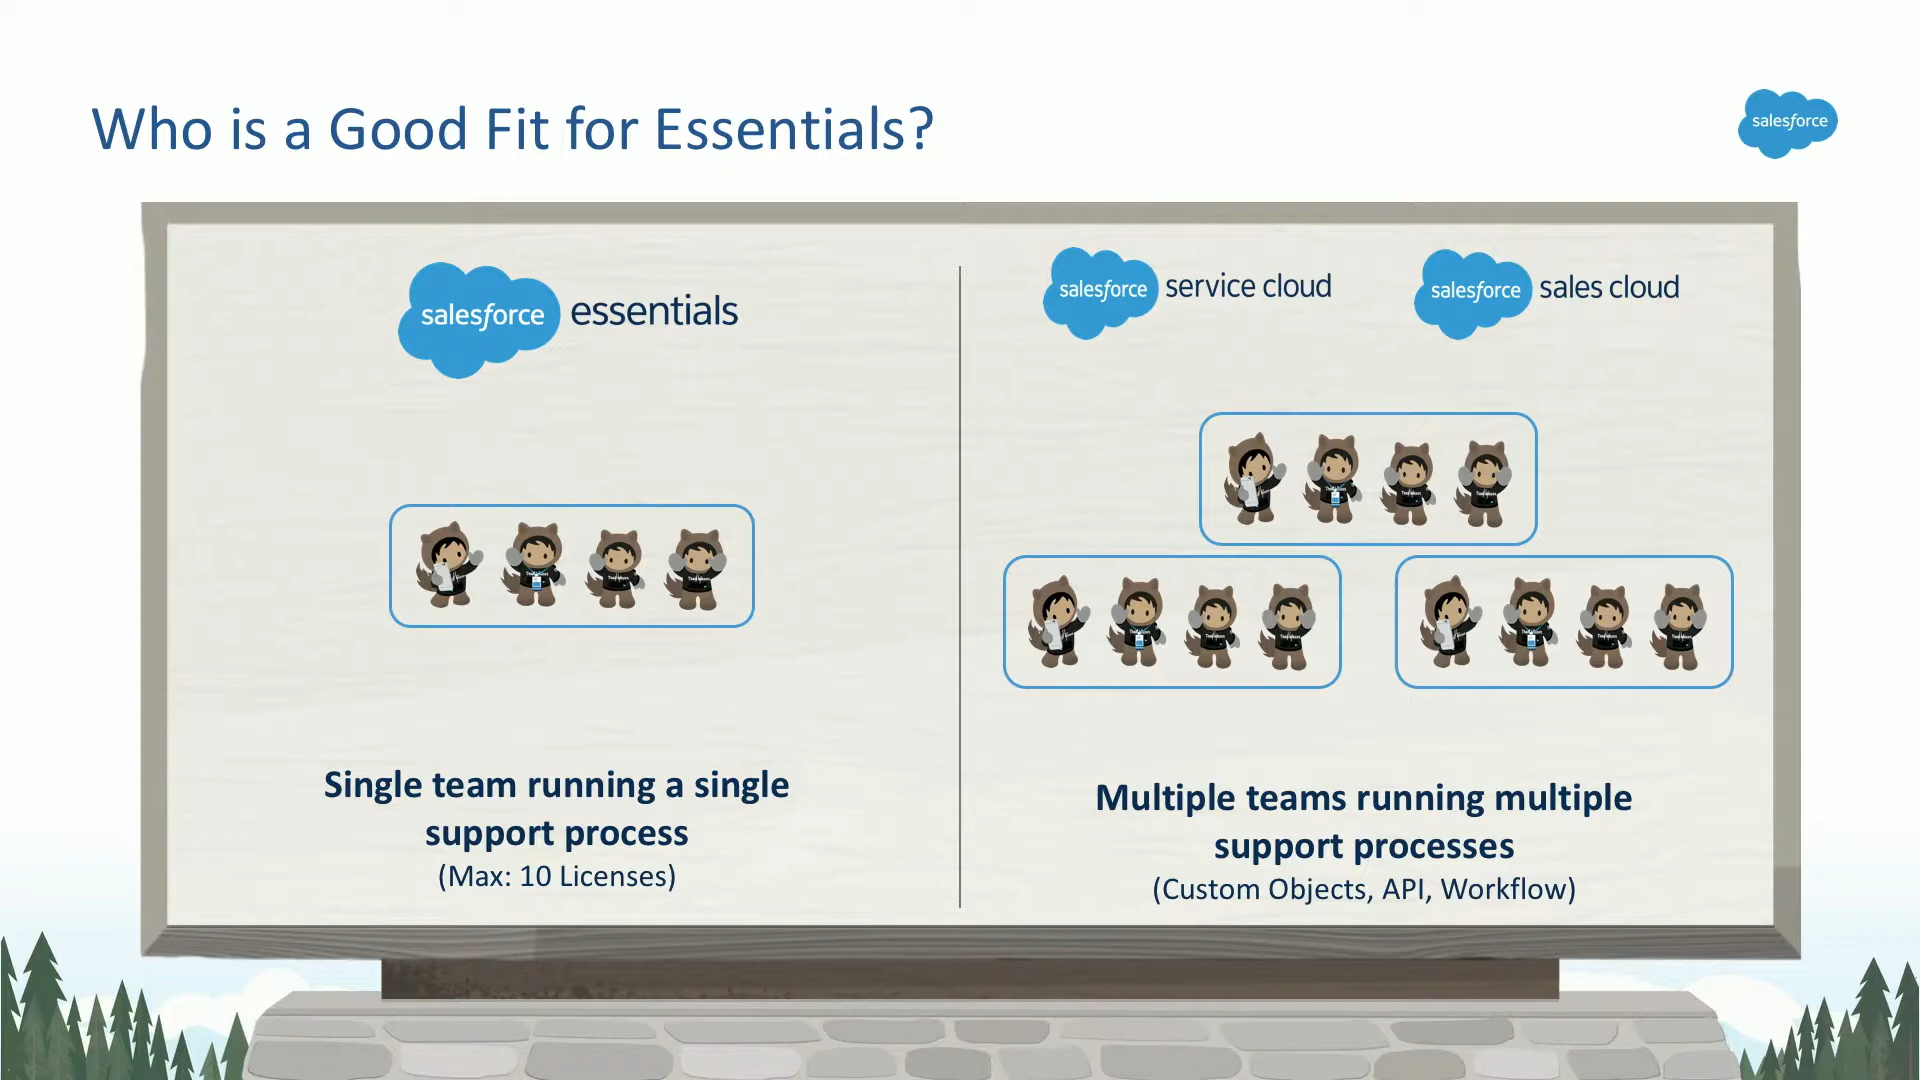 Who is a Good Fit for Essentials?
salesforce
salesforce essentials
salesforce service cloud
salesforce sales cloud
Single team running a single
support process
(Max: 10 Licenses)
Multiple teams running multiple
support processes
(Custom Objects, API, Workflow)